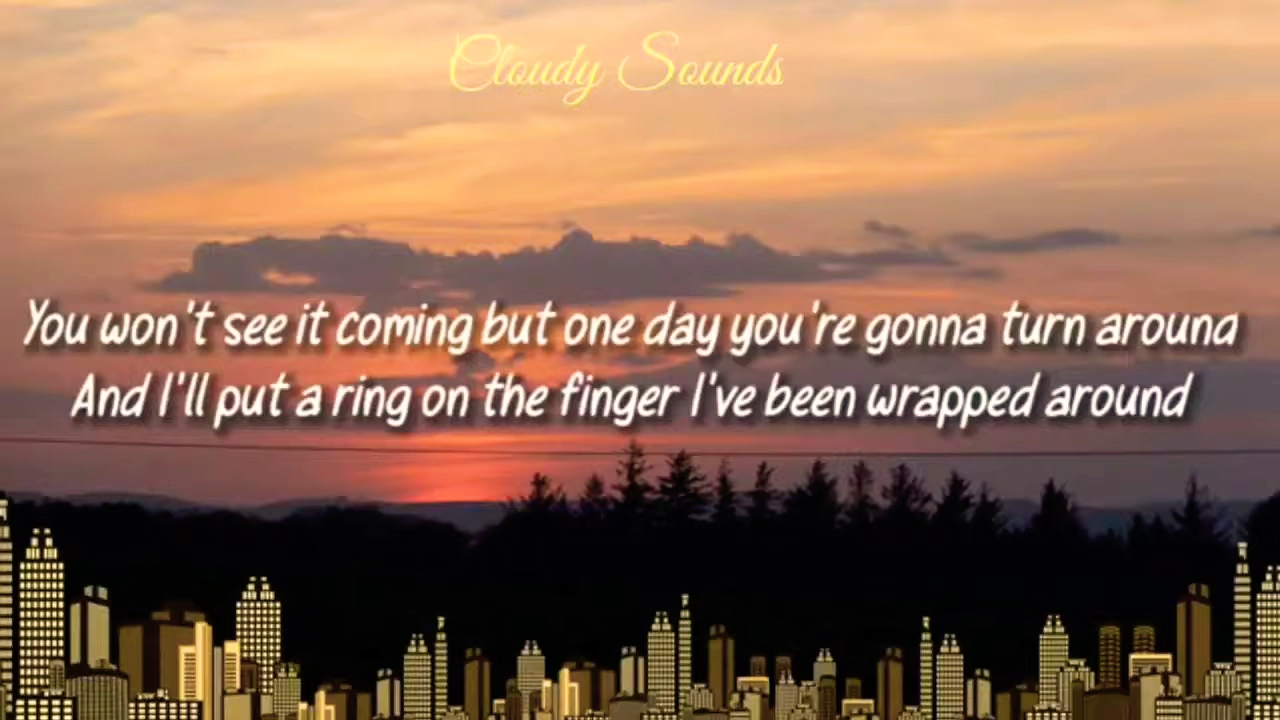 Cloudy Sounds
You won't see it coming but one day you're gonna turn around
And I'll put a ring on the finger I've been wrapped around